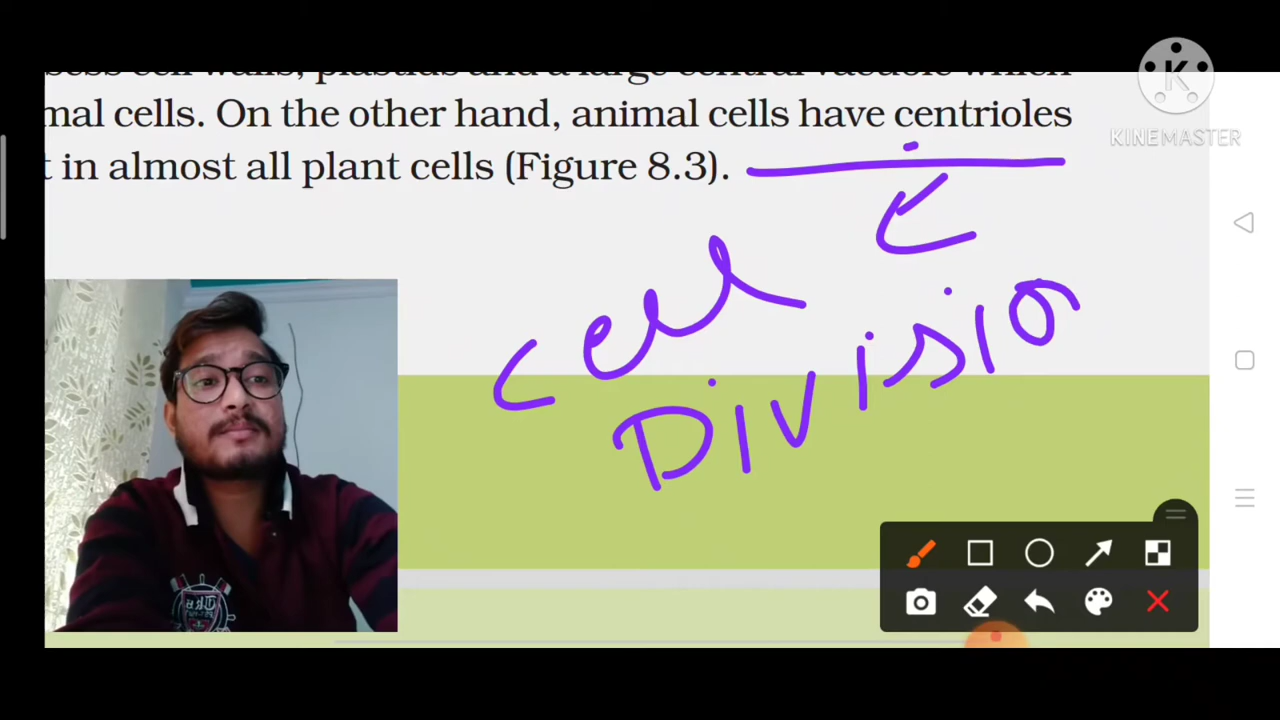 KINEMASTER
mal cells. On the other hand, animal cells have centrioles
t in almost all plant cells (Figure 8.3).
cell
Divisio